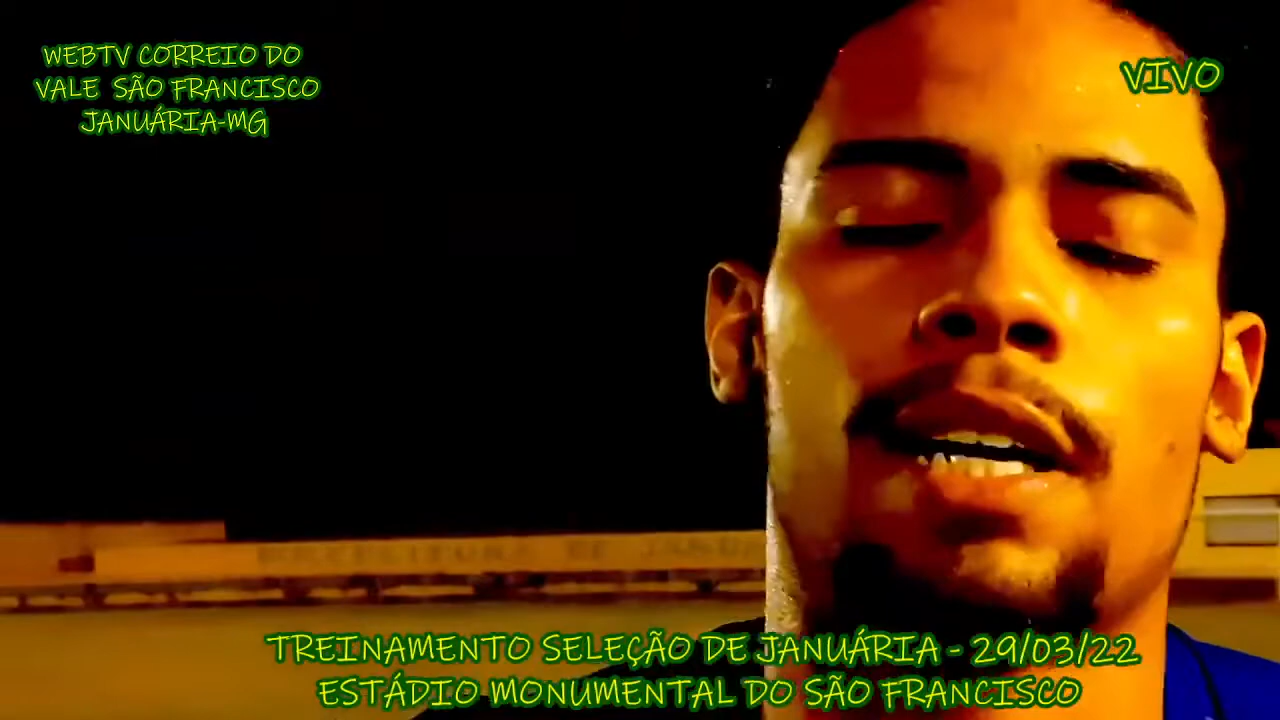 WEBTV CORREIO DO
VALE SÃO FRANCISCO
JANUÁRIA-MG
VIVO
TREINAMENTO SELEÇÃO DE JANUÁRIA - 29/03/22
ESTÁDIO MONUMENTAL DO SÃO FRANCISCO